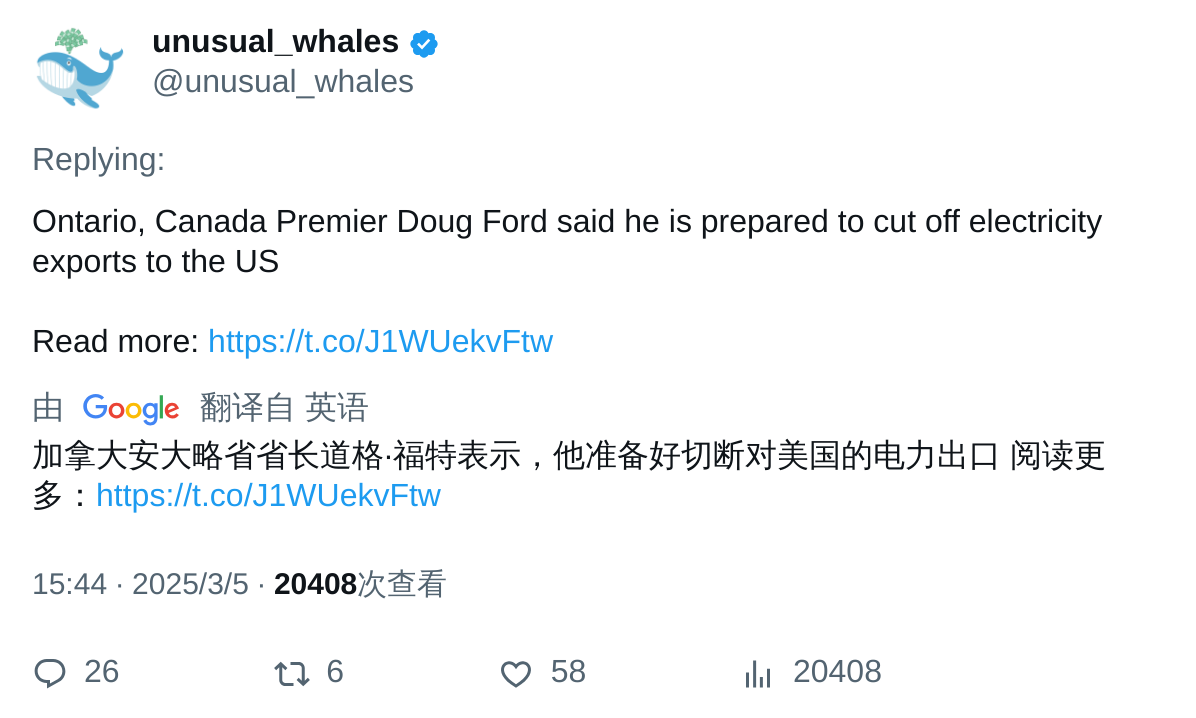 unusual_whales
@unusual_whales
Replying:
Ontario, Canada Premier Doug Ford said he is prepared to cut off electricity
exports to the US
Read more: https://t.co/J1WUekvFtw
由 Google 翻译自 英语
加拿大安大略省省长道格·福特表示，他准备好切断对美国的电力出口 阅读更
多：https://t.co/J1WUekvFtw
15:44 · 2025/3/5 · 20408次查看
26 6 58 20408